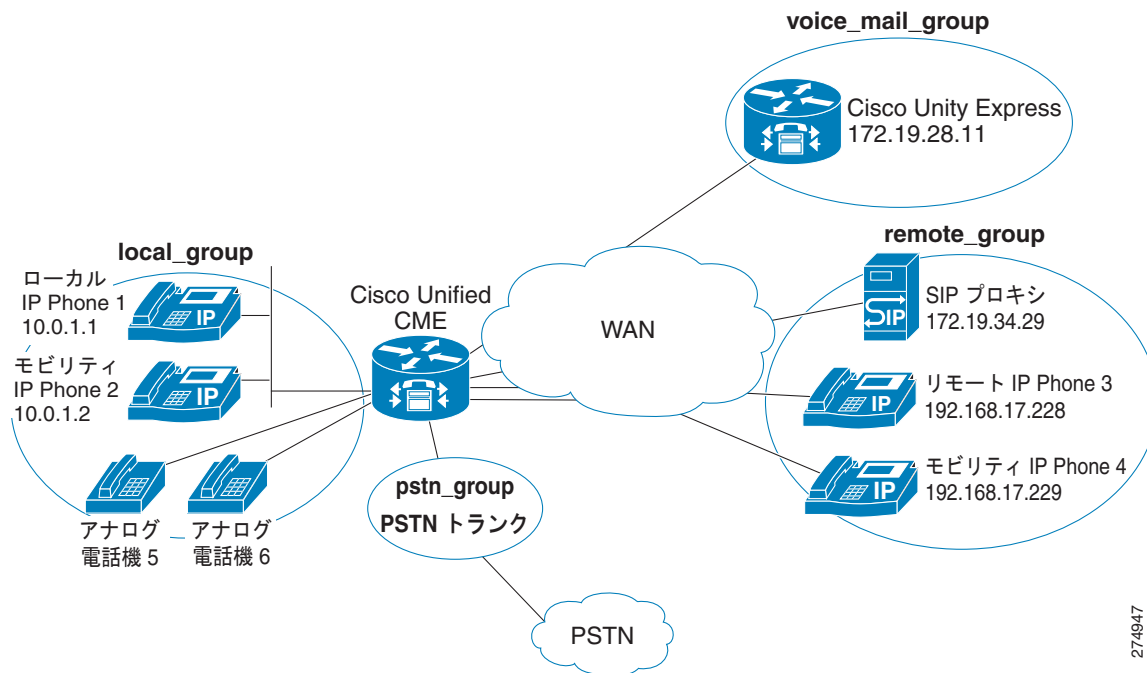 voice_mail_group
Cisco Unity Express
172.19.28.11
local_group
ローカル
IP Phone 1
10.0.1.1
IP
モビリティ
IP Phone 2
10.0.1.2
IP
アナログ
電話機 5
アナログ
電話機 6
Cisco Unified
CME
WAN
pstn_group
PSTN トランク
PSTN
remote_group
SIP
SIP プロキシ
172.19.34.29
IP
リモート IP Phone 3
192.168.17.228
IP
モビリティ IP Phone 4
192.168.17.229
274947